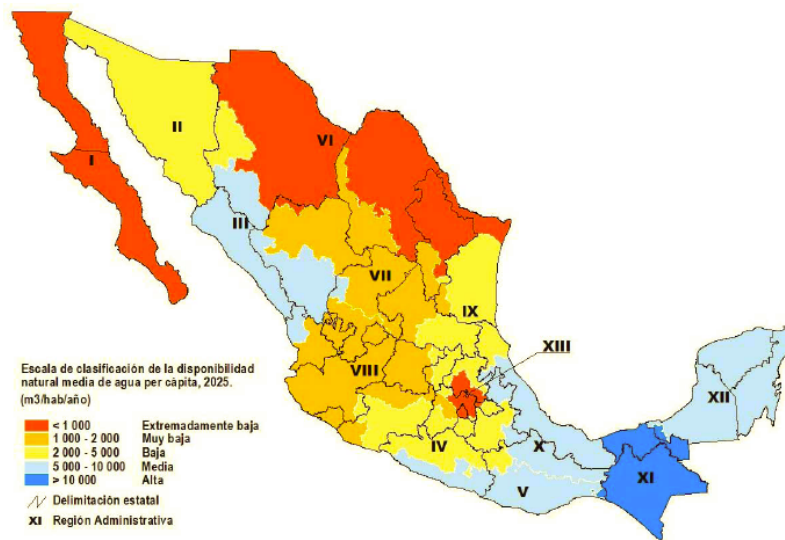 I
II
VI
III
VII
IX
XIII
VIII
XII
IV
X
V
XI
Escala de clasificación de la disponibilidad
natural media de agua per cápita, 2025.
(m3/hab/año)
< 1 000 Extremadamente baja
1 000 - 2 000 Muy baja
2 000 - 5 000 Baja
5 000 - 10 000 Media
> 10 000 Alta
Delimitación estatal
XI Región Administrativa